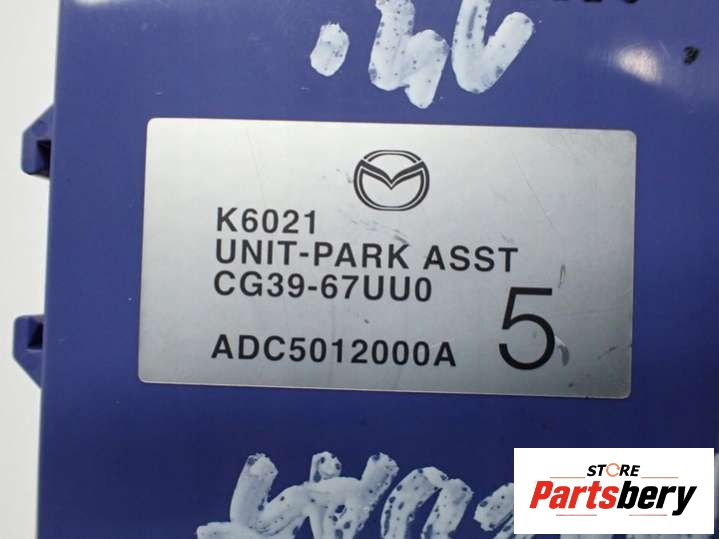 K6021
UNIT-PARK ASST
CG39-67UU0
ADC5012000A
5
STORE
Partsbery